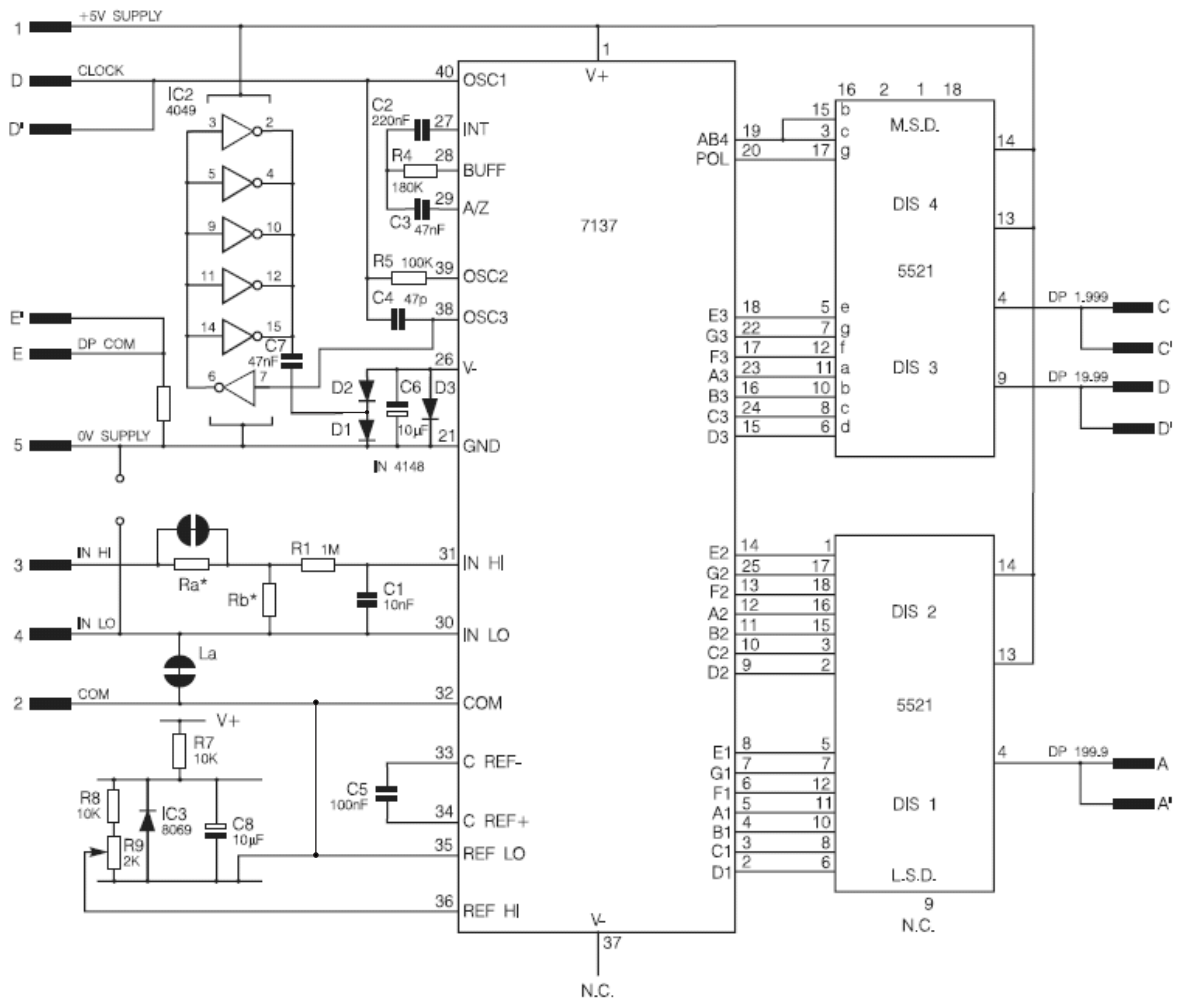 1 +5V SUPPLY
D CLOCK
D'
IC2
4049
3 2
5 4
9 10
11 12
14 15
6 7
C7
47nF
E'
E DP COM
5 0V SUPPLY
D2
D1
C6
10µF
D3
IN 4148
C2
220nF
R4
180K
C3
47nF
R5 100K
C4 47p
3 IN HI
Ra*
R1 1M
Rb*
C1
10nF
4 IN LO
La
2 COM
V+
R7
10K
R8
10K
R9
2K
IC3
8069
C8
10µF
C5
100nF
1
V+
40 OSC1
27 INT
28 BUFF
29 A/Z
39 OSC2
38 OSC3
26 V-
21 GND
31 IN HI
30 IN LO
32 COM
33 C REF-
34 C REF+
35 REF LO
36 REF HI
7137
V-
37
N.C.
AB4 19
POL 20
15 b
3 c
17 g
E3 18 5 e
G3 22 7 g
F3 17 12 f
A3 23 11 a
B3 16 10 b
C3 24 8 c
D3 15 6 d
E2 14 1
G2 25 17
F2 13 18
A2 12 16
B2 11 15
C2 10 3
D2 9 2
E1 8 5
G1 7 7
F1 6 12
A1 5 11
B1 4 10
C1 3 8
D1 2 6
16 2 1 18
M.S.D.
DIS 4
5521
DIS 3
14
13
4 DP 1.999 C
C'
9 DP 19.99 D
D'
DIS 2
5521
DIS 1
L.S.D.
14
13
4 DP 199.9 A
A'
9
N.C.